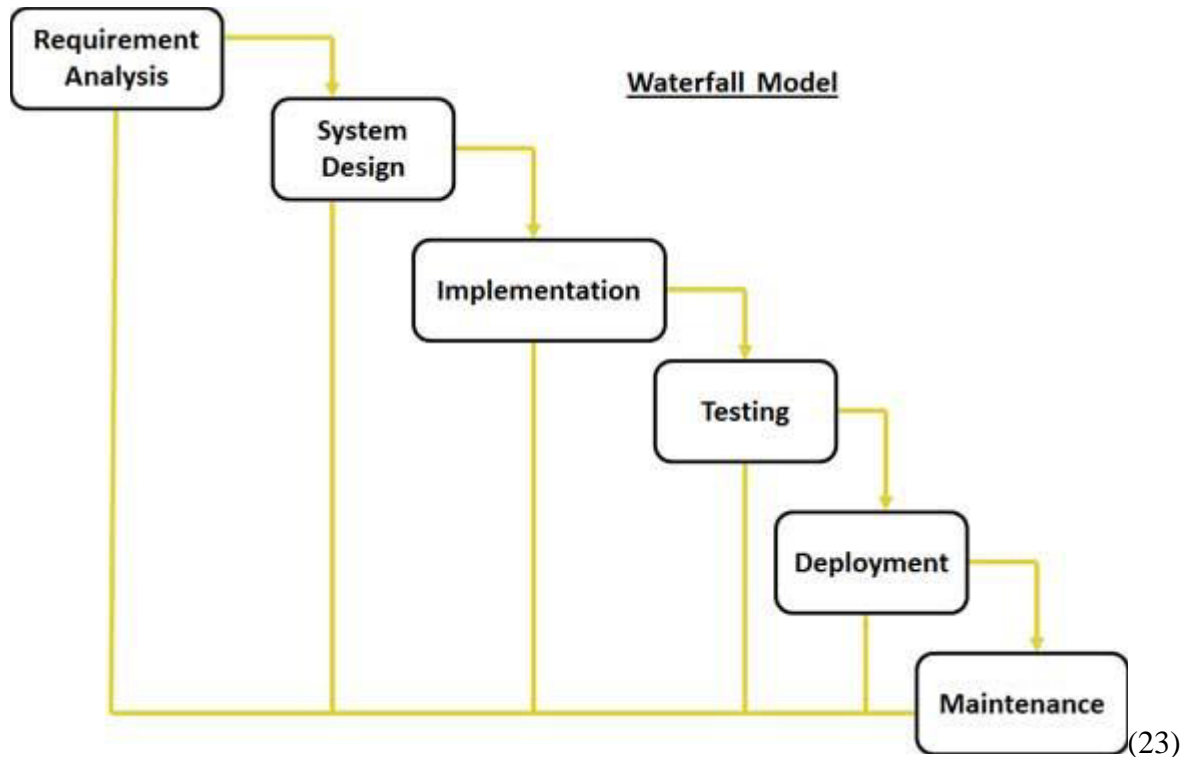 Requirement
Analysis
Waterfall Model
System
Design
Implementation
Testing
Deployment
Maintenance
(23)